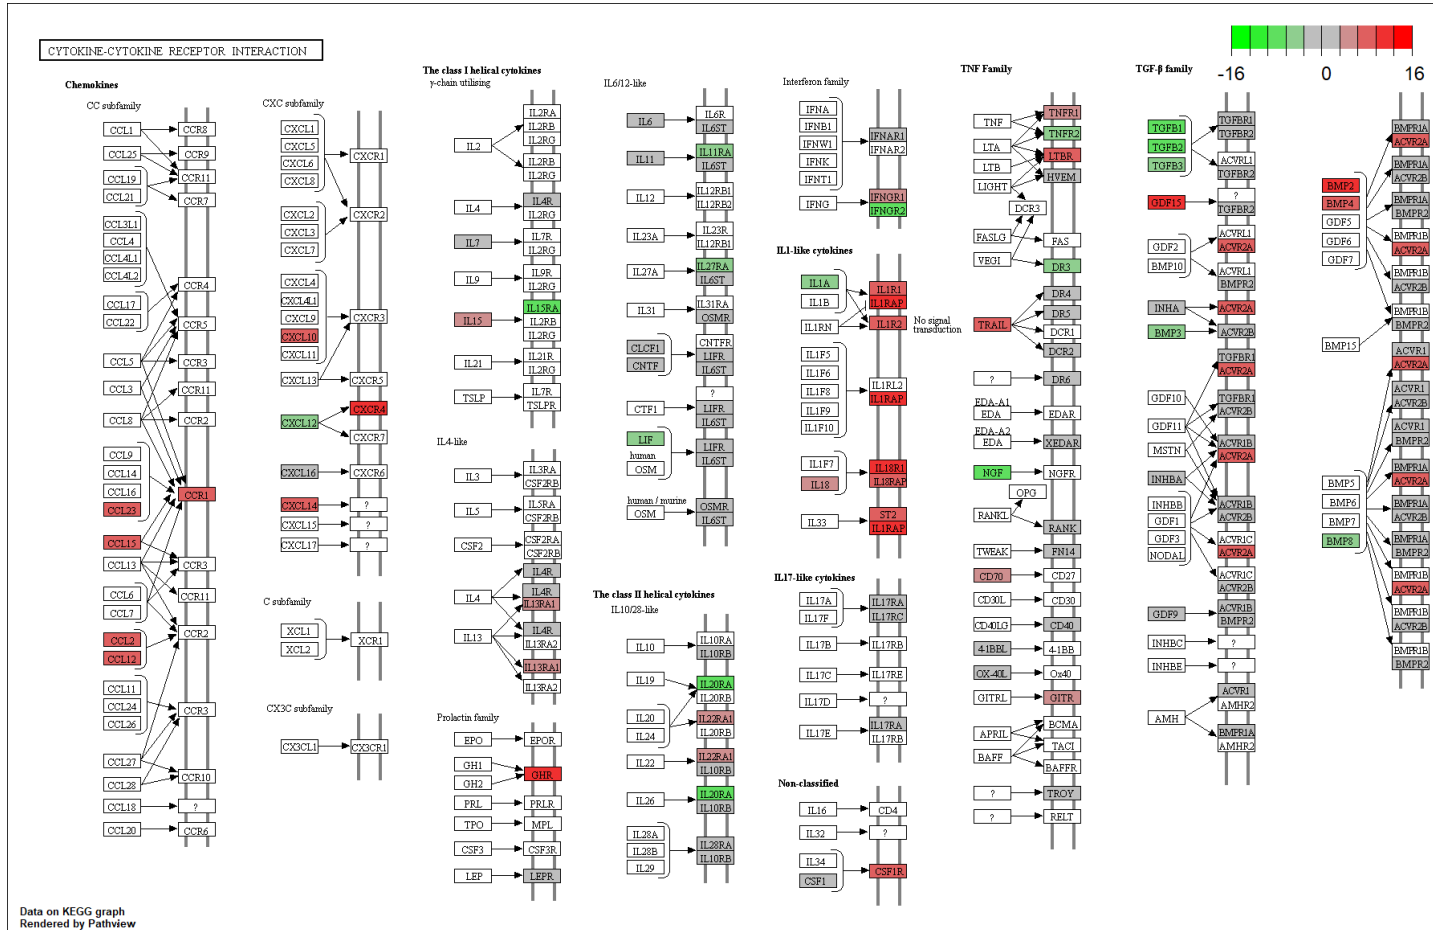 CYTOKINE-CYTOKINE RECEPTOR INTERACTION
-16 0 16
Chemokines
CC subfamily
CCL1
CCL25
CCL19
CCL21
CCL3L1
CCL4
CCL4L1
CCL4L2
CCL17
CCL22
CCL5
CCL3
CCL8
CCL9
CCL14
CCL16
CCL23
CCL15
CCL13
CCL6
CCL7
CCL2
CCL12
CCL11
CCL24
CCL26
CCL27
CCL28
CCL18
CCL20
CCR8
CCR9
CCR11
CCR7
CCR4
CCR5
CCR3
CCR11
CCR2
CCR1
CCR3
CCR11
CCR2
CCR3
CCR10
?
CCR6
CXC subfamily
CXCL1
CXCL5
CXCL6
CXCL8
CXCL2
CXCL3
CXCL7
CXCL4
CXCL4L1
CXCL9
CXCL10
CXCL11
CXCL13
CXCL12
CXCL16
CXCL14
CXCL15
CXCL17
CXCR1
CXCR2
CXCR3
CXCR5
CXCR4
CXCR7
CXCR6
?
?
?
C subfamily
XCL1
XCL2
XCR1
CX3C subfamily
CX3CL1
CX3CR1
The class I helical cytokines
γ-chain utilising
IL2
IL4
IL7
IL9
IL15
IL21
TSLP
IL2RA
IL2RB
IL2RG
IL2RB
IL2RG
IL4R
IL2RG
IL7R
IL2RG
IL9R
IL2RG
IL15RA
IL2RB
IL2RG
IL21R
IL2RG
IL7R
TSLPR
IL4-like
IL3
IL5
CSF2
IL4
IL13
IL3RA
CSF2RB
IL5RA
CSF2RB
CSF2RA
CSF2RB
IL4R
IL4R
IL13RA1
IL4R
IL13RA2
IL13RA1
IL13RA2
Prolactin family
EPO
GH1
GH2
PRL
TPO
CSF3
LEP
EPOR
GHR
PRLR
MPL
CSF3R
LEPR
IL6/12-like
IL6
IL11
IL12
IL23A
IL27A
IL31
CLCF1
CNTF
CTF1
LIF
human
OSM
human / murine
OSM
IL6R
IL6ST
IL11RA
IL6ST
IL12RB1
IL12RB2
IL23R
IL12RB1
IL27RA
IL6ST
IL31RA
OSMR
CNTFR
LIFR
IL6ST
?
LIFR
IL6ST
LIFR
IL6ST
OSMR
IL6ST
The class II helical cytokines
IL10/28-like
IL10
IL19
IL20
IL24
IL22
IL26
IL28A
IL28B
IL29
IL10RA
IL10RB
IL20RA
IL20RB
IL22RA1
IL20RB
IL22RA1
IL10RB
IL20RA
IL10RB
IL28RA
IL10RB
Interferon family
IFNA
IFNB1
IFNW1
IFNK
IFNT1
IFNG
IFNAR1
IFNAR2
IFNGR1
IFNGR2
IL1-like cytokines
IL1A
IL1B
IL1RN
IL1F5
IL1F6
IL1F8
IL1F9
IL1F10
IL1F7
IL18
IL33
IL1R1
IL1RAP
IL1R2
No signal
transduction
IL1RL2
IL1RAP
IL18R1
IL18RAP
ST2
IL1RAP
IL17-like cytokines
IL17A
IL17F
IL17B
IL17C
IL17D
IL17E
IL17RA
IL17RC
IL17RB
IL17RE
?
IL17RA
IL17RB
Non-classified
IL16
IL32
IL34
CSF1
CD4
?
CSF1R
TNF Family
TNF
LTA
LTB
LIGHT
FASLG
VEGI
TRAIL
?
EDA-A1
EDA
EDA-A2
EDA
NGF
RANKL
TWEAK
CD70
CD30L
CD40LG
4-1BBL
OX-40L
GITRL
APRIL
BAFF
?
?
TNFR1
TNFR2
LTBR
HVEM
DCR3
FAS
DR3
DR4
DR5
DCR1
DCR2
DR6
EDAR
XEDAR
NGFR
OPG
RANK
FN14
CD27
CD30
CD40
4-1BB
Ox40
GITR
BCMA
TACI
BAFFR
TROY
RELT
TGF-β family
TGFB1
TGFB2
TGFB3
GDF15
GDF2
BMP10
INHA
BMP3
GDF10
GDF11
MSTN
INHBA
INHBB
GDF1
GDF3
NODAL
GDF9
INHBC
INHBE
AMH
TGFBR1
TGFBR2
ACVRL1
TGFBR2
?
TGFBR2
ACVRL1
ACVR2A
ACVRL1
BMPR2
ACVR2A
ACVR2B
TGFBR1
ACVR2A
TGFBR1
ACVR2B
ACVR1B
ACVR2A
ACVR1B
ACVR2B
ACVR1C
ACVR2A
ACVR1C
ACVR2B
ACVR1B
BMPR2
?
?
ACVR1
AMHR2
BMPR1A
AMHR2
BMP2
BMP4
GDF5
GDF6
GDF7
BMP15
BMP5
BMP6
BMP7
BMP8
BMPR1A
ACVR2A
BMPR1A
ACVR2B
BMPR1A
BMPR2
BMPR1B
ACVR2A
BMPR1B
ACVR2B
BMPR1B
BMPR2
ACVR1
ACVR2A
ACVR1
ACVR2B
ACVR1
BMPR2
BMPR1A
ACVR2A
BMPR1A
ACVR2B
BMPR1A
BMPR2
BMPR1B
ACVR2A
BMPR1B
ACVR2B
BMPR1B
BMPR2
Data on KEGG graph
Rendered by Pathview